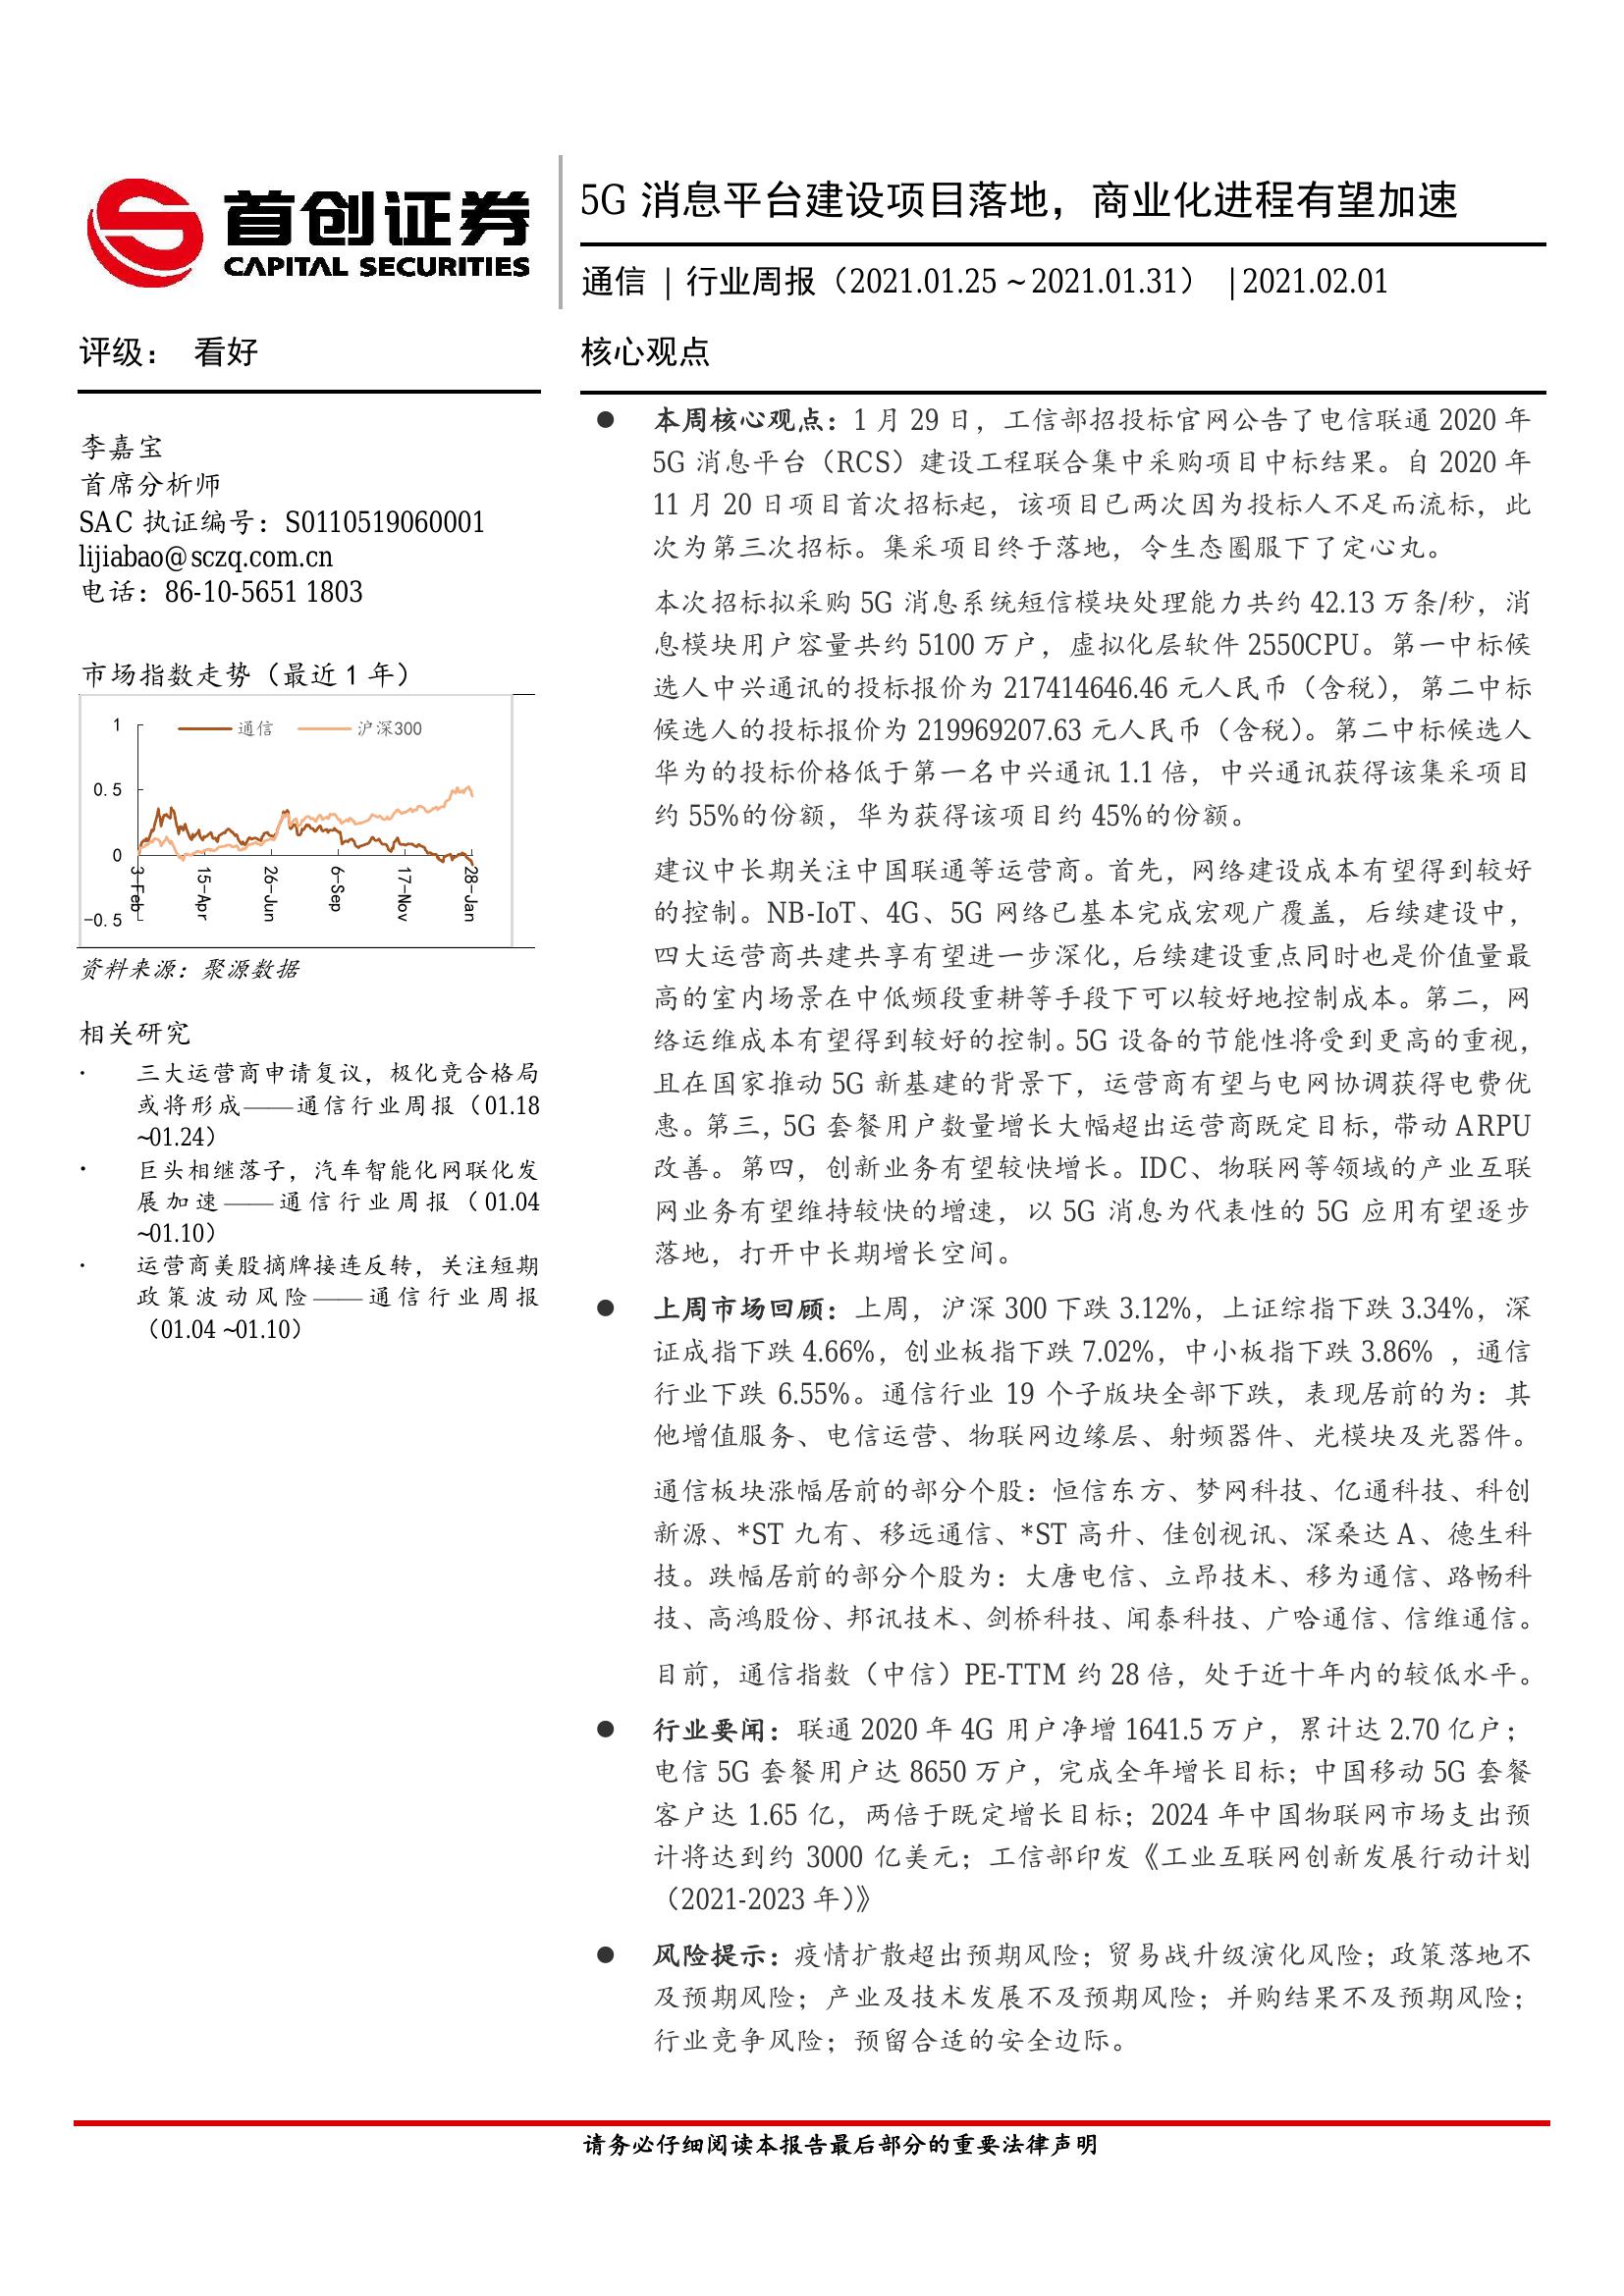 首创证券
CAPITAL SECURITIES
5G 消息平台建设项目落地，商业化进程有望加速
通信 | 行业周报（2021.01.25 ~ 2021.01.31） | 2021.02.01
评级： 看好
李嘉宝
首席分析师
SAC 执证编号：S0110519060001
lijiabao@sczq.com.cn
电话：86-10-5651 1803
市场指数走势（最近 1 年）
通信 沪深300
1
0.5
0
-0.5
3-Feb 15-Apr 26-Jun 6-Sep 17-Nov 28-Jan
资料来源：聚源数据
相关研究
· 三大运营商申请复议，极化竞合格局
或将形成——通信行业周报（01.18
~01.24）
· 巨头相继落子，汽车智能化网联化发
展加速——通信行业周报（01.04
~01.10）
· 运营商美股摘牌接连反转，关注短期
政策波动风险——通信行业周报
（01.04 ~01.10）
核心观点
● 本周核心观点：1 月 29 日，工信部招投标官网公告了电信联通 2020 年
5G 消息平台（RCS）建设工程联合集中采购项目中标结果。自 2020 年
11 月 20 日项目首次招标起，该项目已两次因为投标人不足而流标，此
次为第三次招标。集采项目终于落地，令生态圈服下了定心丸。
本次招标拟采购 5G 消息系统短信模块处理能力共约 42.13 万条/秒，消
息模块用户容量共约 5100 万户，虚拟化层软件 2550CPU。第一中标候
选人中兴通讯的投标报价为 217414646.46 元人民币（含税），第二中标
候选人的投标报价为 219969207.63 元人民币（含税）。第二中标候选人
华为的投标价格低于第一名中兴通讯 1.1 倍，中兴通讯获得该集采项目
约 55%的份额，华为获得该项目约 45%的份额。
建议中长期关注中国联通等运营商。首先，网络建设成本有望得到较好
的控制。NB-IoT、4G、5G 网络已基本完成宏观广覆盖，后续建设中，
四大运营商共建共享有望进一步深化，后续建设重点同时也是价值量最
高的室内场景在中低频段重耕等手段下可以较好地控制成本。第二，网
络运维成本有望得到较好的控制。5G 设备的节能性将受到更高的重视，
且在国家推动 5G 新基建的背景下，运营商有望与电网协调获得电费优
惠。第三，5G 套餐用户数量增长大幅超出运营商既定目标，带动 ARPU
改善。第四，创新业务有望较快增长。IDC、物联网等领域的产业互联
网业务有望维持较快的增速，以 5G 消息为代表性的 5G 应用有望逐步
落地，打开中长期增长空间。
● 上周市场回顾：上周，沪深 300 下跌 3.12%，上证综指下跌 3.34%，深
证成指下跌 4.66%，创业板指下跌 7.02%，中小板指下跌 3.86% ，通信
行业下跌 6.55%。通信行业 19 个子版块全部下跌，表现居前的为：其
他增值服务、电信运营、物联网边缘层、射频器件、光模块及光器件。
通信板块涨幅居前的部分个股：恒信东方、梦网科技、亿通科技、科创
新源、*ST 九有、移远通信、*ST 高升、佳创视讯、深桑达 A、德生科
技。跌幅居前的部分个股为：大唐电信、立昂技术、移为通信、路畅科
技、高鸿股份、邦讯技术、剑桥科技、闻泰科技、广哈通信、信维通信。
目前，通信指数（中信）PE-TTM 约 28 倍，处于近十年内的较低水平。
● 行业要闻：联通 2020 年 4G 用户净增 1641.5 万户，累计达 2.70 亿户；
电信 5G 套餐用户达 8650 万户，完成全年增长目标；中国移动 5G 套餐
客户达 1.65 亿，两倍于既定增长目标；2024 年中国物联网市场支出预
计将达到约 3000 亿美元；工信部印发《工业互联网创新发展行动计划
（2021-2023 年）》
● 风险提示：疫情扩散超出预期风险；贸易战升级演化风险；政策落地不
及预期风险；产业及技术发展不及预期风险；并购结果不及预期风险；
行业竞争风险；预留合适的安全边际。
请务必仔细阅读本报告最后部分的重要法律声明